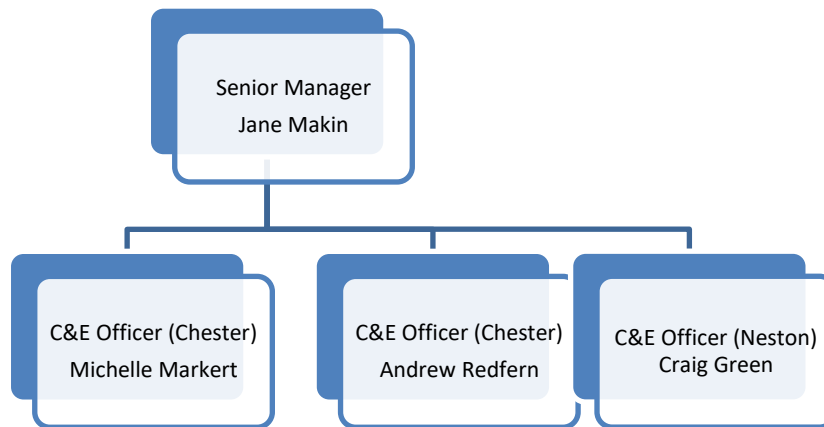 Senior Manager
Jane Makin
C&E Officer (Chester)
Michelle Markert
C&E Officer (Chester)
Andrew Redfern
C&E Officer (Neston)
Craig Green